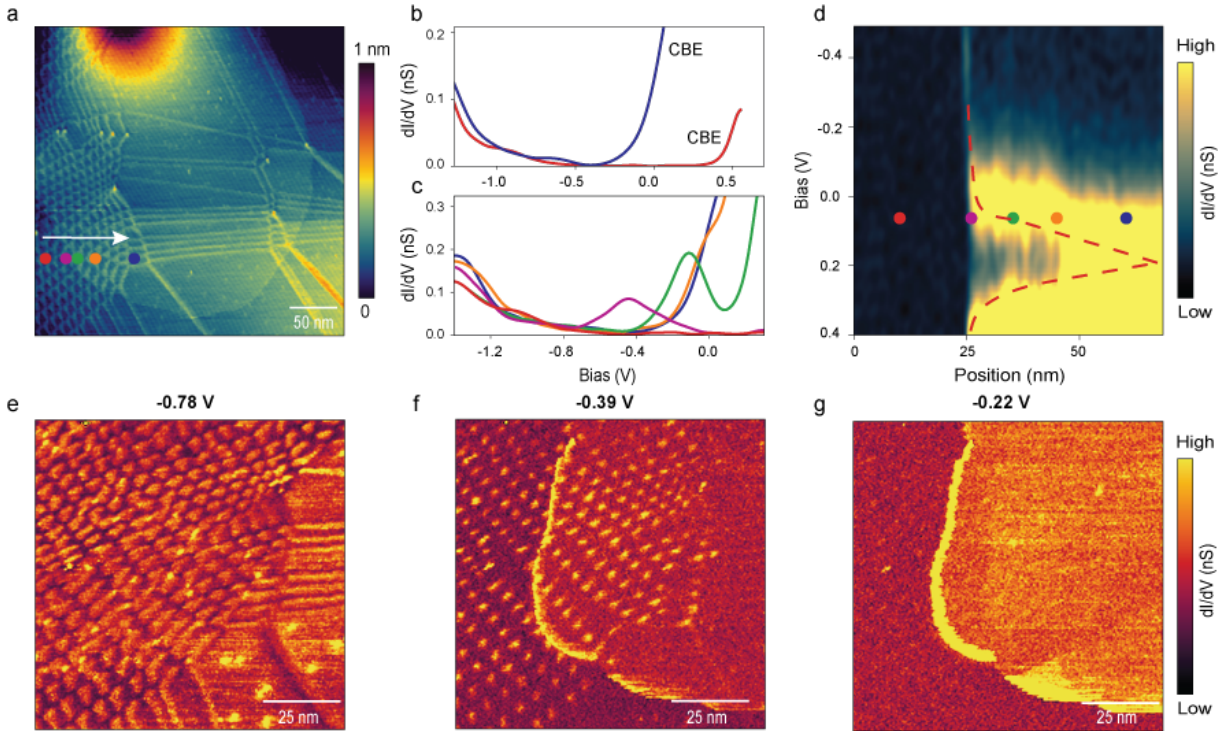 a
1 nm
0
50 nm
b
0.2
0.1
0.0
dI/dV (nS)
CBE
CBE
-1.0
-0.5
0.0
0.5
c
0.3
0.2
0.1
0.0
dI/dV (nS)
-1.2
-0.8
-0.4
0.0
Bias (V)
d
-0.4
-0.2
0.0
0.2
0.4
Bias (V)
0
25
50
Position (nm)
High
dI/dV (nS)
Low
e
-0.78 V
25 nm
f
-0.39 V
25 nm
g
-0.22 V
25 nm
High
dI/dV (nS)
Low